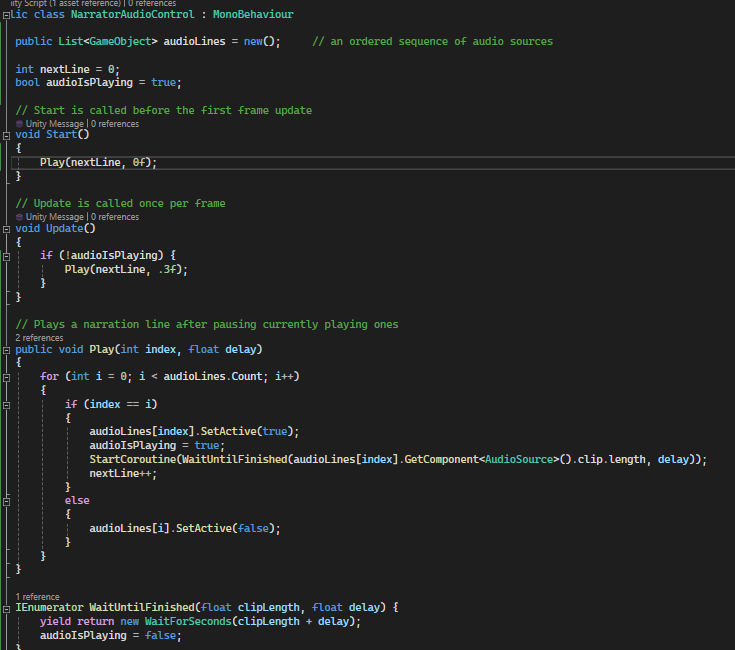 ity Script (1 asset reference) | 0 references
lic class NarratorAudioControl : MonoBehaviour
public List<GameObject> audioLines = new(); // an ordered sequence of audio sources
int nextLine = 0;
bool audioIsPlaying = true;
// Start is called before the first frame update
Unity Message | 0 references
void Start()
{
Play(nextLine, 0f);
}
// Update is called once per frame
Unity Message | 0 references
void Update()
{
if (!audioIsPlaying) {
Play(nextLine, .3f);
}
}
// Plays a narration line after pausing currently playing ones
2 references
public void Play(int index, float delay)
{
for (int i = 0; i < audioLines.Count; i++)
{
if (index == i)
{
audioLines[index].SetActive(true);
audioIsPlaying = true;
StartCoroutine(WaitUntilFinished(audioLines[index].GetComponent<AudioSource>().clip.length, delay));
nextLine++;
}
else
{
audioLines[i].SetActive(false);
}
}
}
1 reference
IEnumerator WaitUntilFinished(float clipLength, float delay) {
yield return new WaitForSeconds(clipLength + delay);
audioIsPlaying = false;
}